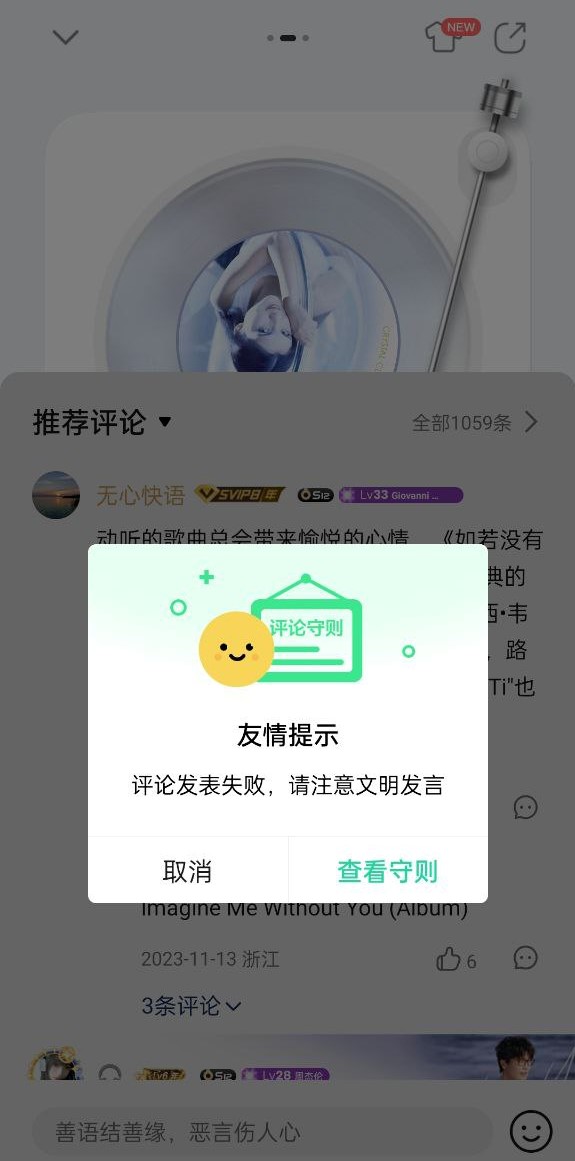 NEW
推荐评论
全部1059条
无心快语 SVIP8年 S12 Lv33 Giovanni ...
动听的歌曲总会带来愉悦的心情，《如若没有
典的
西•韦
，路
Ti"也
评论守则
友情提示
评论发表失败，请注意文明发言
取消 查看守则
Imagine Me Without You (Album)
2023-11-13 浙江 6
3条评论
S12 Lv28 周杰伦
善语结善缘，恶言伤人心